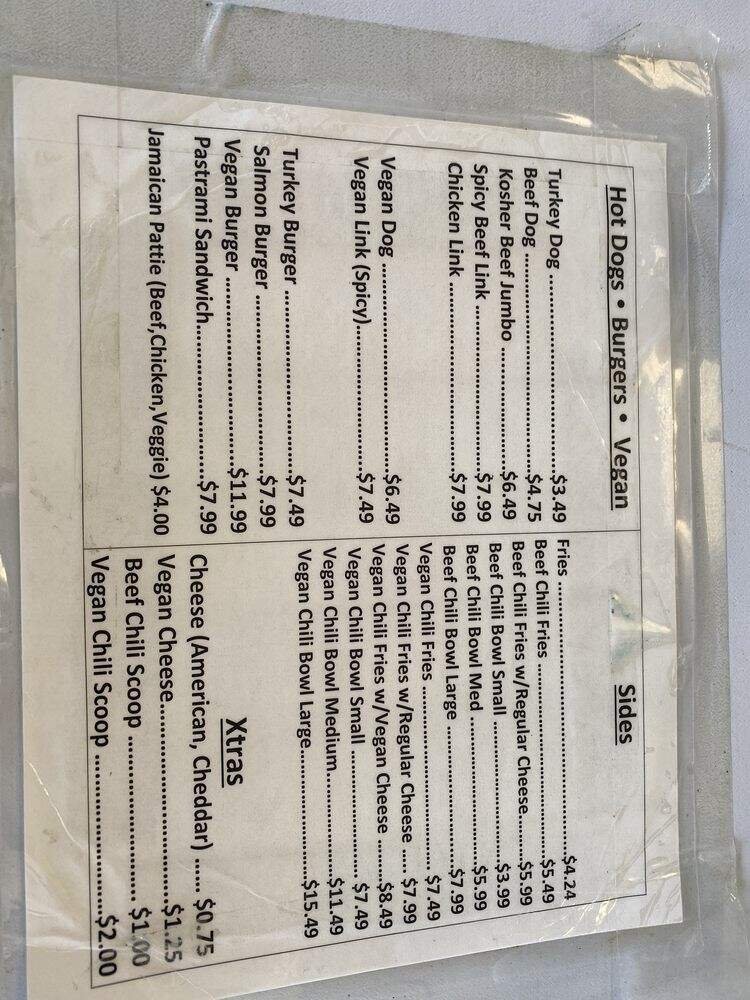 Hot Dogs • Burgers • Vegan
Turkey Dog ........................................$3.49
Beef Dog .............................................$4.75
Kosher Beef Jumbo ......................$6.49
Spicy Beef Link ..............................$7.99
Chicken Link ..................................$7.99
Vegan Dog .....................................$6.49
Vegan Link (Spicy)..........................$7.49
Turkey Burger ................................$7.49
Salmon Burger ...............................$7.99
Vegan Burger .................................$11.99
Pastrami Sandwich..........................$7.99
Jamaican Pattie (Beef,Chicken,Veggie) $4.00
Sides
Fries ................................................$4.24
Beef Chili Fries .................................$5.49
Beef Chili Fries w/Regular Cheese.........$5.99
Beef Chili Bowl Small ........................$3.99
Beef Chili Bowl Med ..........................$5.99
Beef Chili Bowl Large .........................$7.99
Vegan Chili Fries ................................$7.49
Vegan Chili Fries w/Regular Cheese ..... $7.99
Vegan Chili Fries w/Vegan Cheese .......$8.49
Vegan Chili Bowl Small ..................... $7.49
Vegan Chili Bowl Medium..................$11.49
Vegan Chili Bowl Large......................$15.49
Xtras
Cheese (American, Cheddar) ...... $0.75
Vegan Cheese...............................$1.25
Beef Chili Scoop ........................ $1.00
Vegan Chili Scoop ........................$2.00